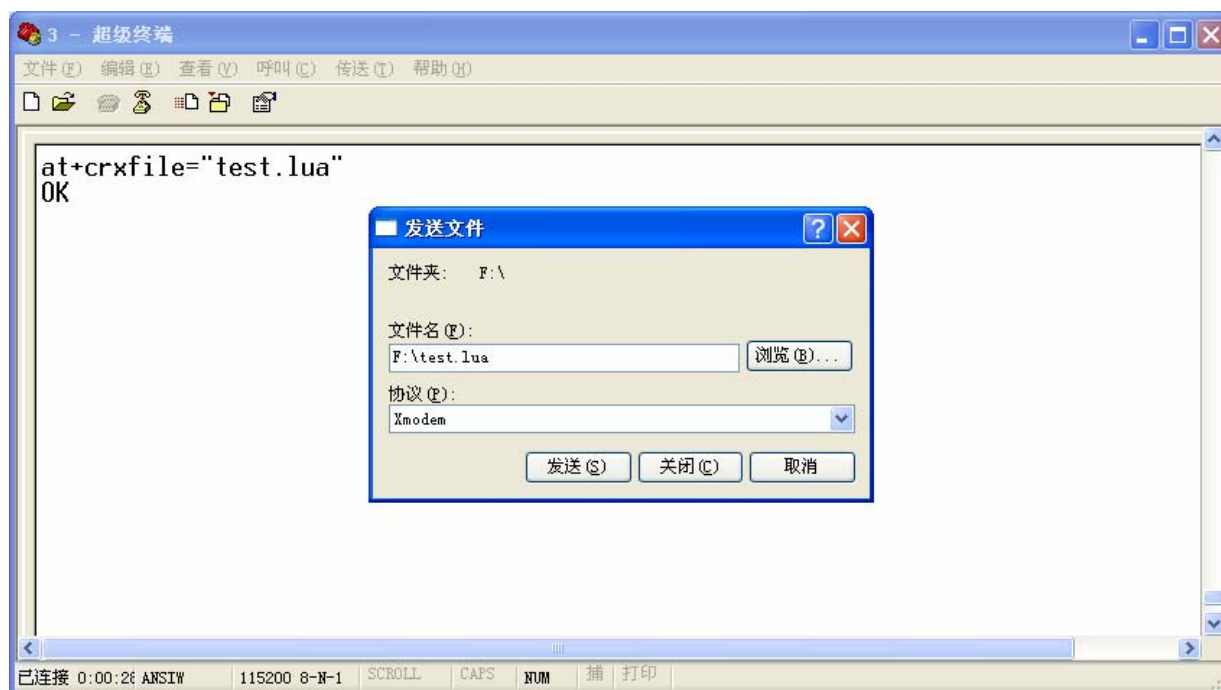 3 - 超级终端
文件(F) 编辑(E) 查看(V) 呼叫(C) 传送(T) 帮助(H)
at+crxfile="test.lua"
OK
发送文件
文件夹: F:\
文件名(F):
F:\test.lua 浏览(B)...
协议(P):
Xmodem
发送(S) 关闭(C) 取消
已连接 0:00:28 ANSIW 115200 8-N-1 SCROLL CAPS NUM 捕 打印